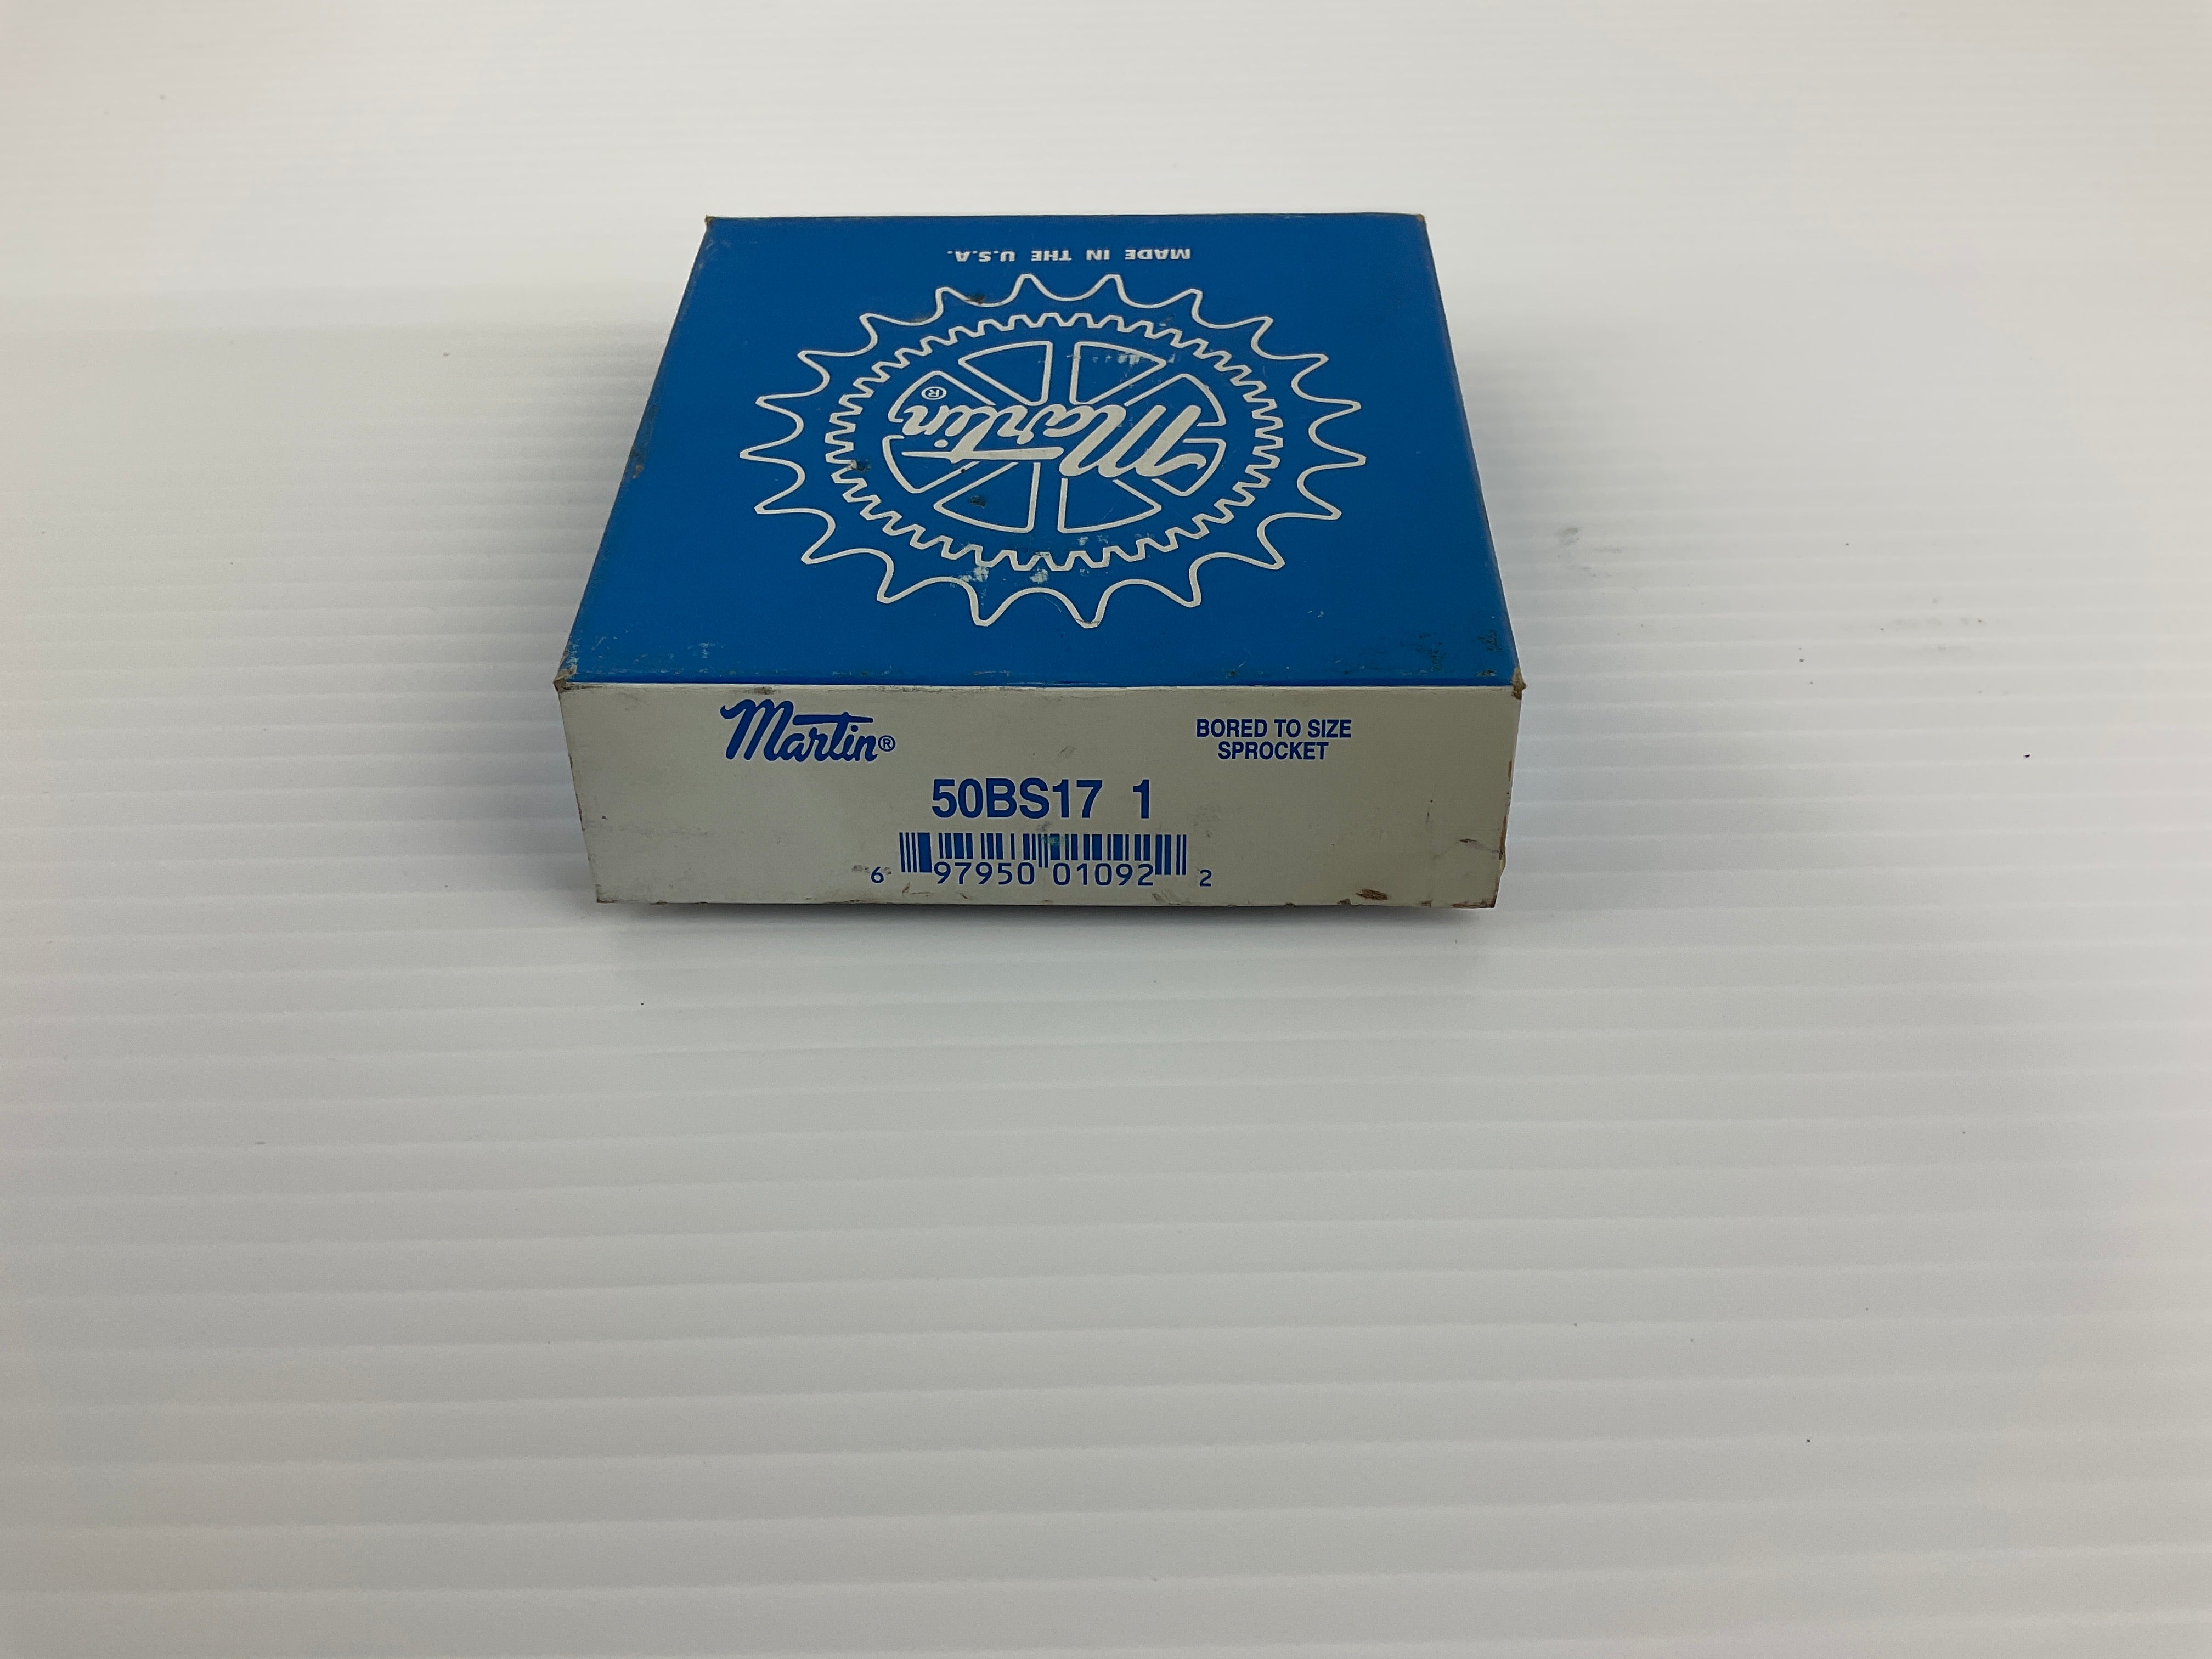 MADE IN THE U.S.A.
Martin®
Martin®
BORED TO SIZE
SPROCKET
50BS17 1
6 97950 01092 2